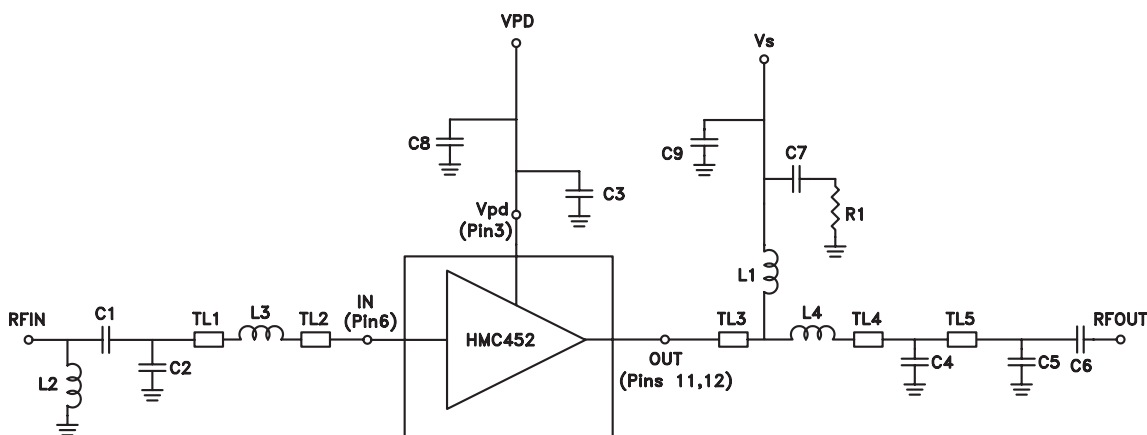 VPD
Vs
C8
C9
C7
C3
R1
Vpd
(Pin3)
L1
RFIN
C1
TL1
L3
TL2
IN
(Pin6)
HMC452
TL3
L4
TL4
TL5
RFOUT
L2
C2
OUT
(Pins 11,12)
C4
C5
C6